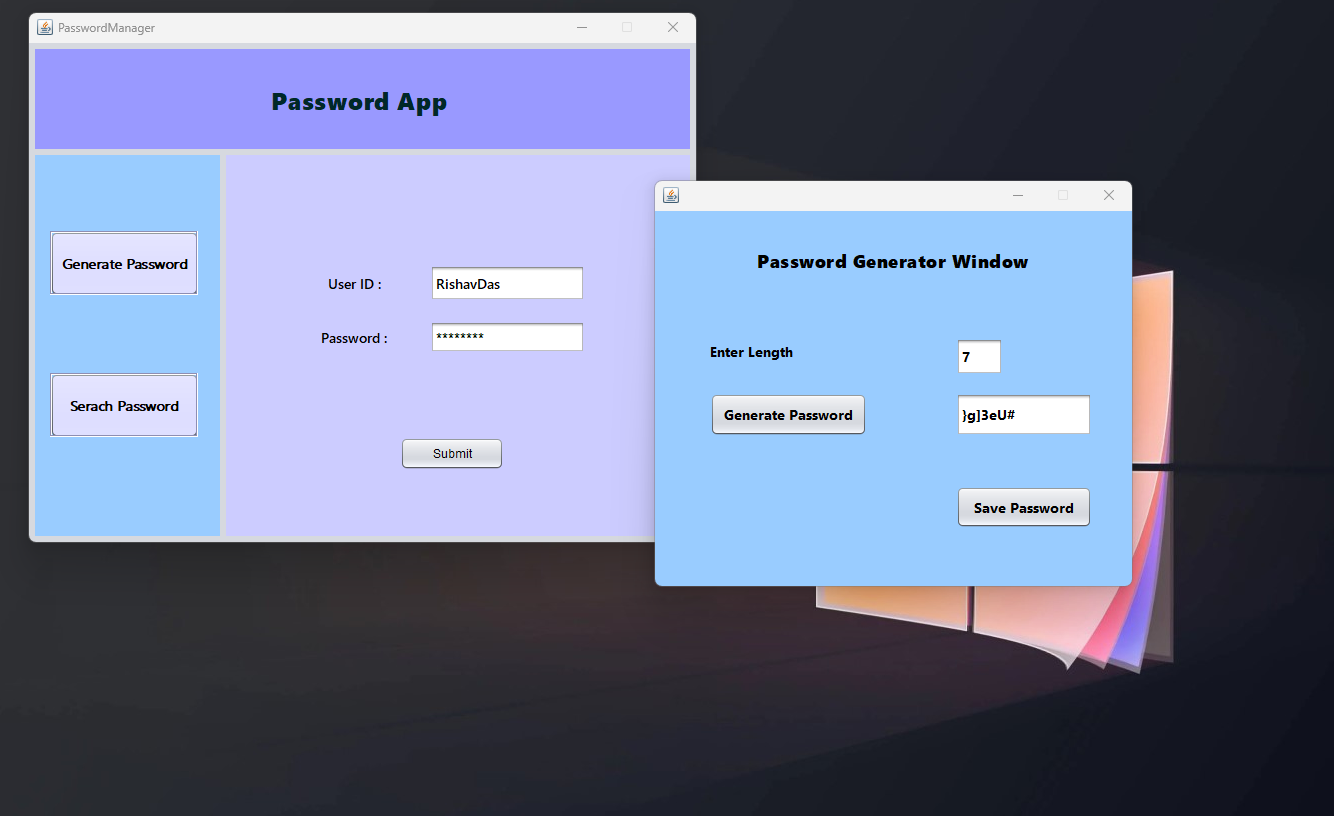 PasswordManager
Password App
Generate Password
Serach Password
User ID :
RishavDas
Password :
********
Submit
Password Generator Window
Enter Length
7
Generate Password
}g]3eU#
Save Password